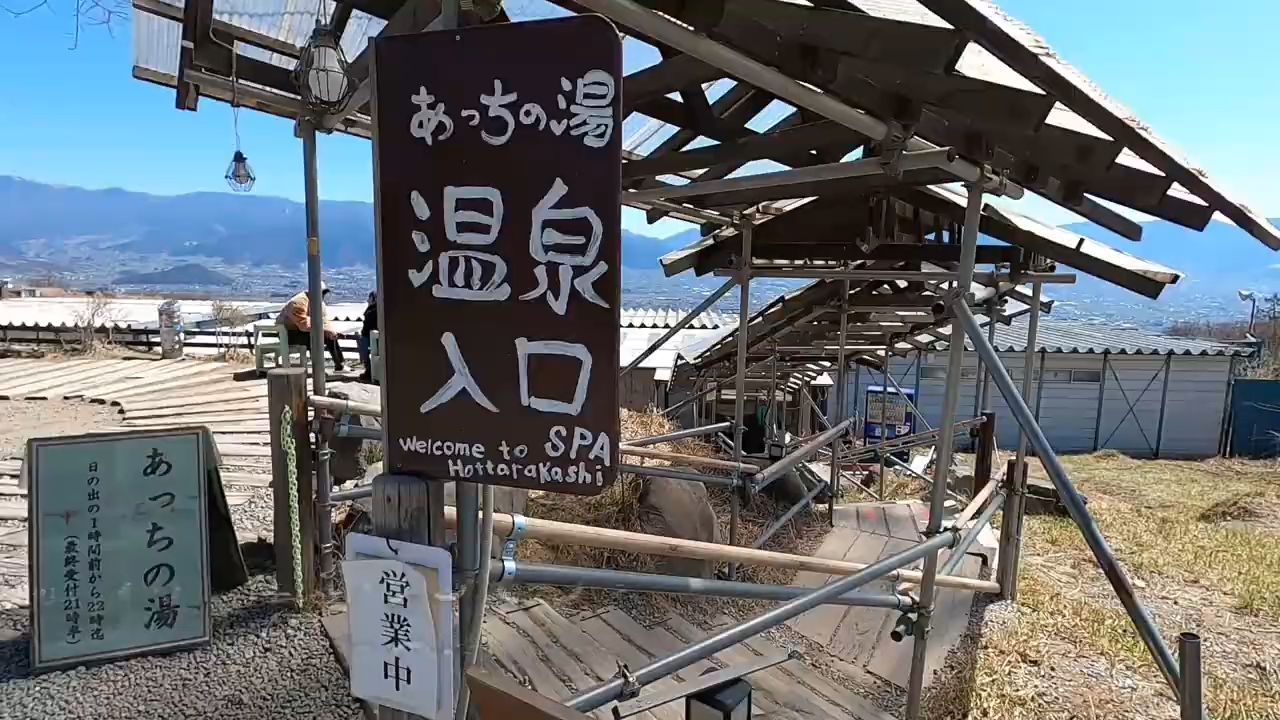 あっちの湯
温泉
入口
Welcome to SPA
Hottarakashi
あっちの湯
日の出の1時間前から22時迄
(最終受付21時半)
営業中